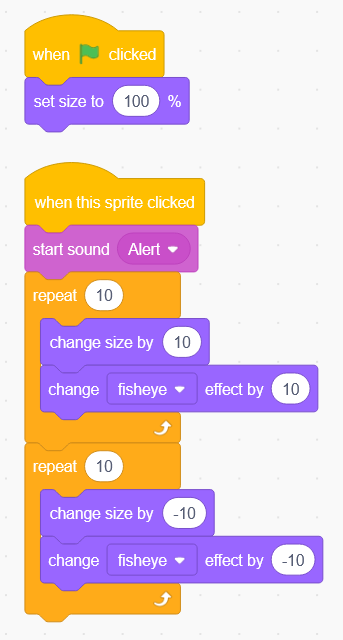 when clicked
set size to 100 %
when this sprite clicked
start sound Alert
repeat 10
change size by 10
change fisheye effect by 10
repeat 10
change size by -10
change fisheye effect by -10